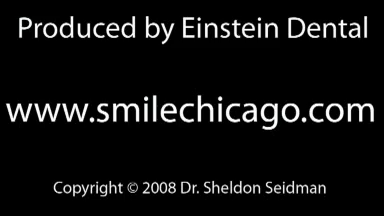 Produced by Einstein Dental
www.smilechicago.com
Copyright © 2008 Dr. Sheldon Seidman